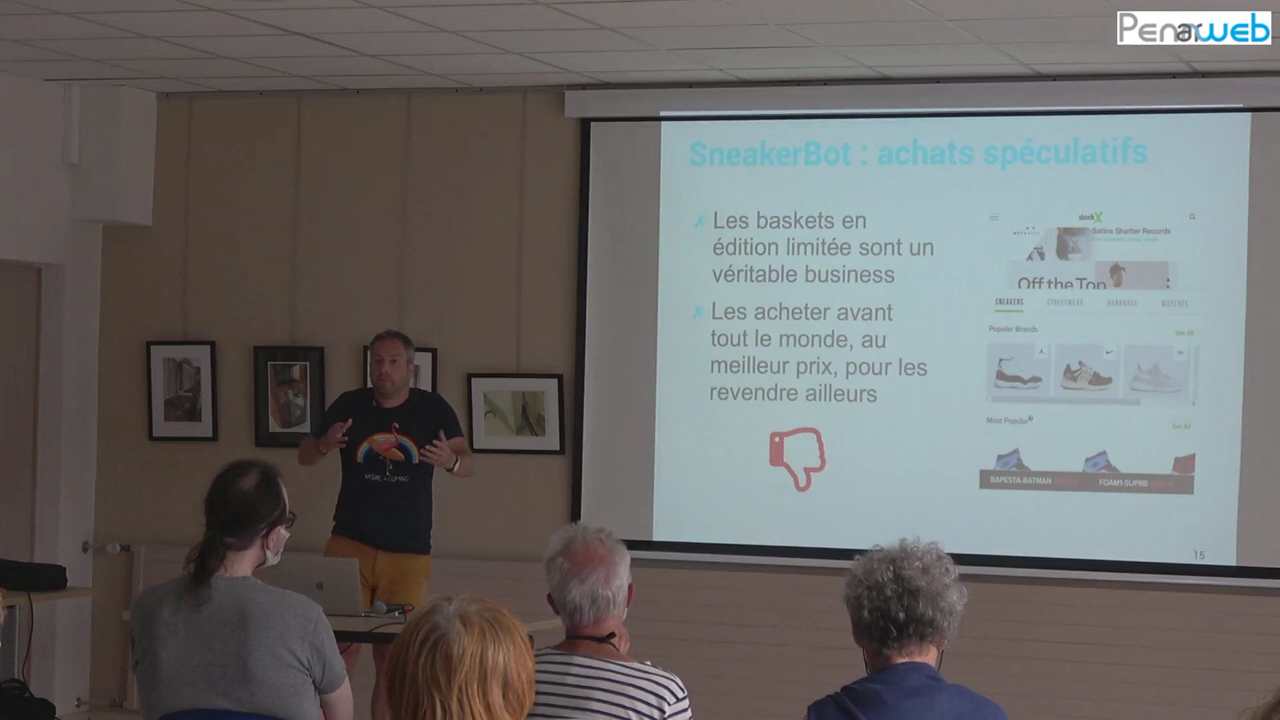 Penarweb
SneakerBot : achats spéculatifs
✗ Les baskets en
édition limitée sont un
véritable business
✗ Les acheter avant
tout le monde, au
meilleur prix, pour les
revendre ailleurs
stockX
Satins Shatter Records
Off the Top
SNEAKERS STREETWEAR HANDBAGS WATCHES
Popular Brands See All
Most Popular See All
BAPESTA-BATMAN FOAM1-SUPRB
15